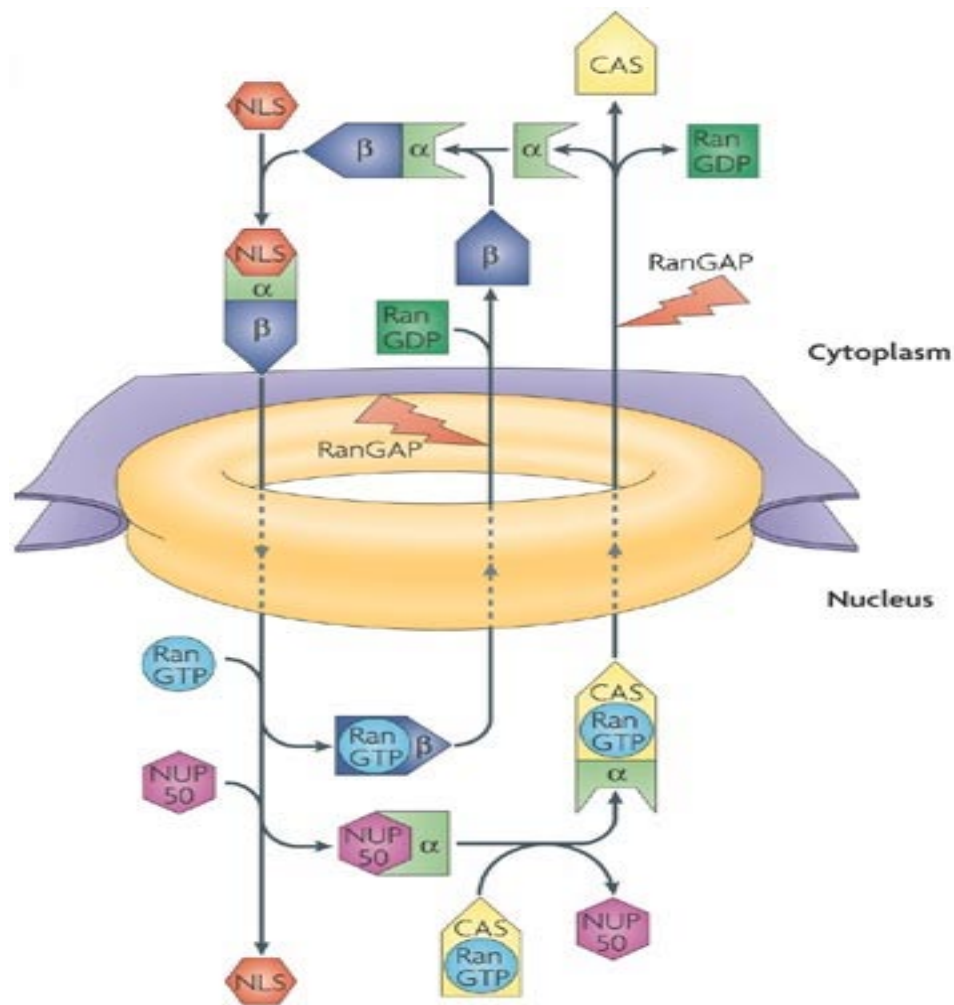 CAS
NLS
β α
α
Ran
GDP
NLS
α
β
β
RanGAP
Ran
GDP
Cytoplasm
RanGAP
Nucleus
Ran
GTP
CAS
Ran
GTP
α
Ran
GTP
β
NUP
50
NUP
50
α
CAS
Ran
GTP
NUP
50
NLS